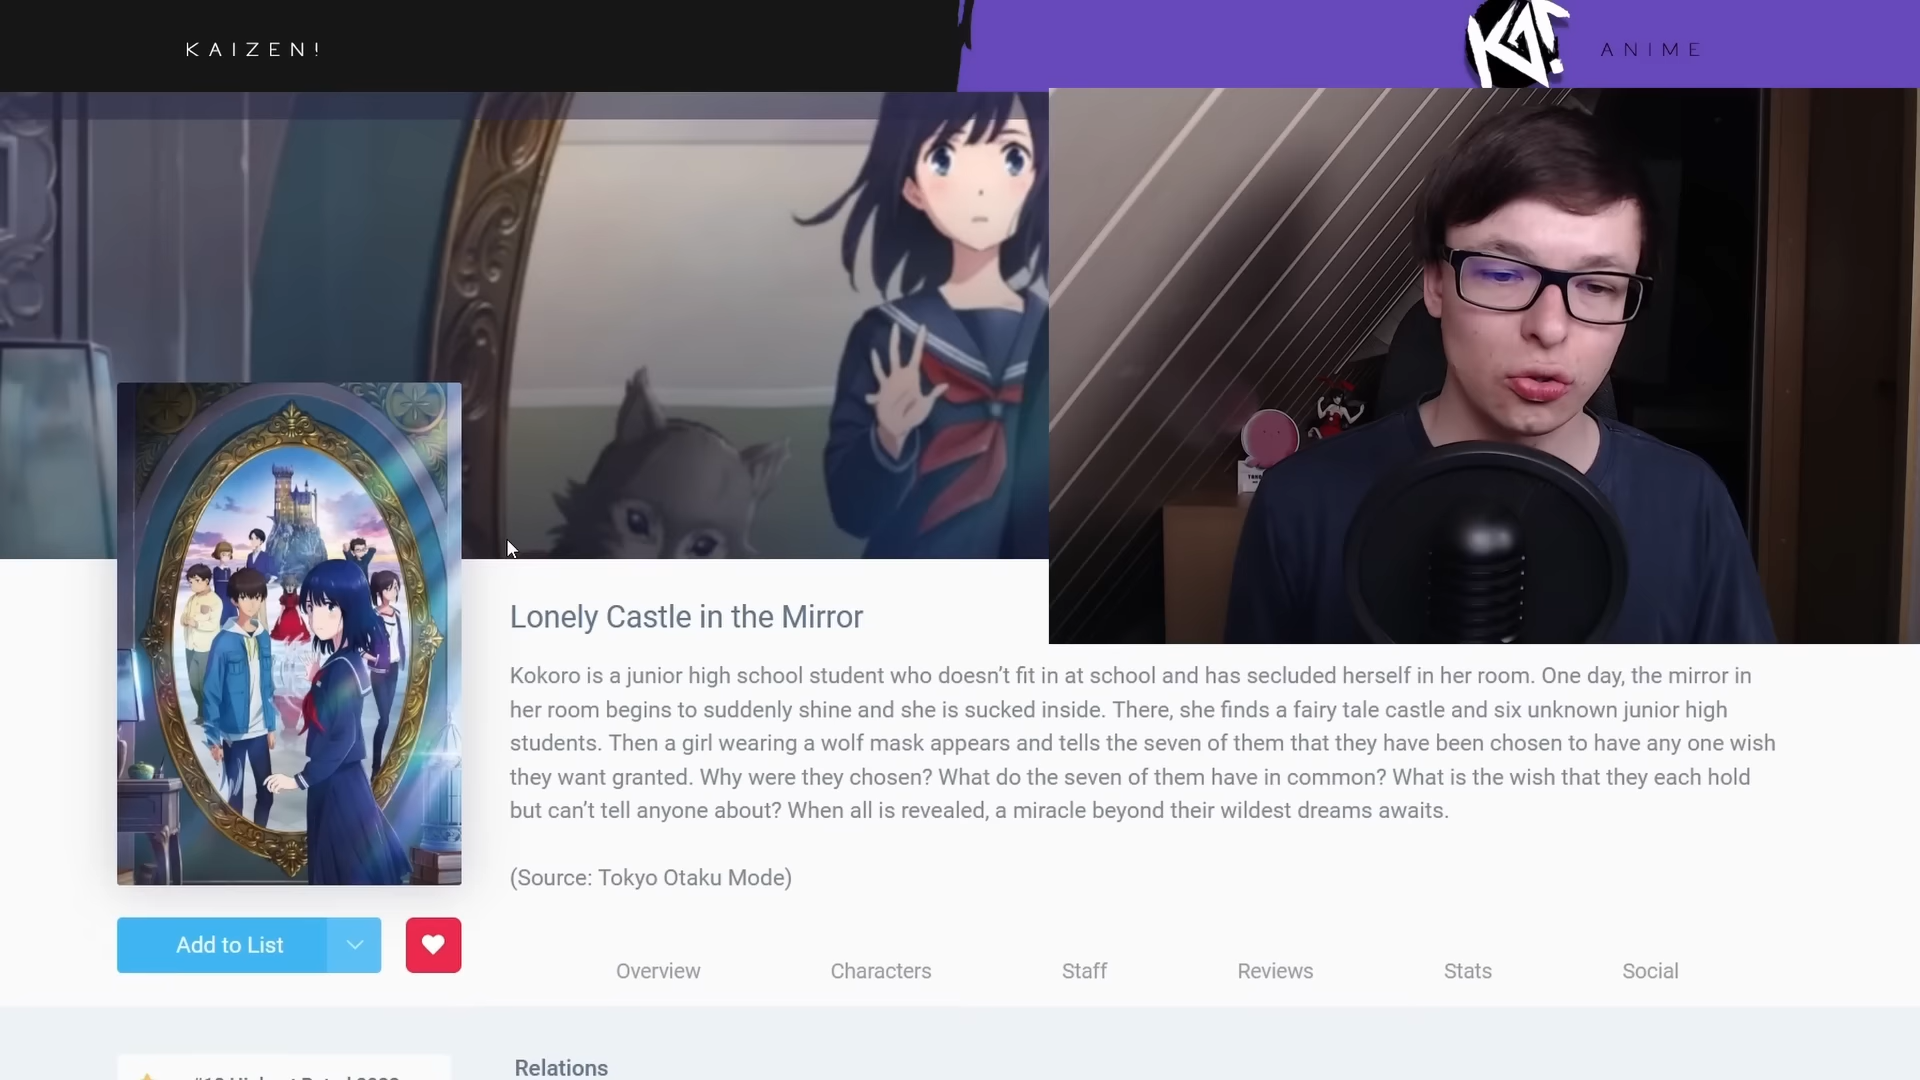 KAIZEN!
KA!
ANIME
Lonely Castle in the Mirror
Kokoro is a junior high school student who doesn’t fit in at school and has secluded herself in her room. One day, the mirror in
her room begins to suddenly shine and she is sucked inside. There, she finds a fairy tale castle and six unknown junior high
students. Then a girl wearing a wolf mask appears and tells the seven of them that they have been chosen to have any one wish
they want granted. Why were they chosen? What do the seven of them have in common? What is the wish that they each hold
but can’t tell anyone about? When all is revealed, a miracle beyond their wildest dreams awaits.
(Source: Tokyo Otaku Mode)
Add to List
Overview Characters Staff Reviews Stats Social
Relations